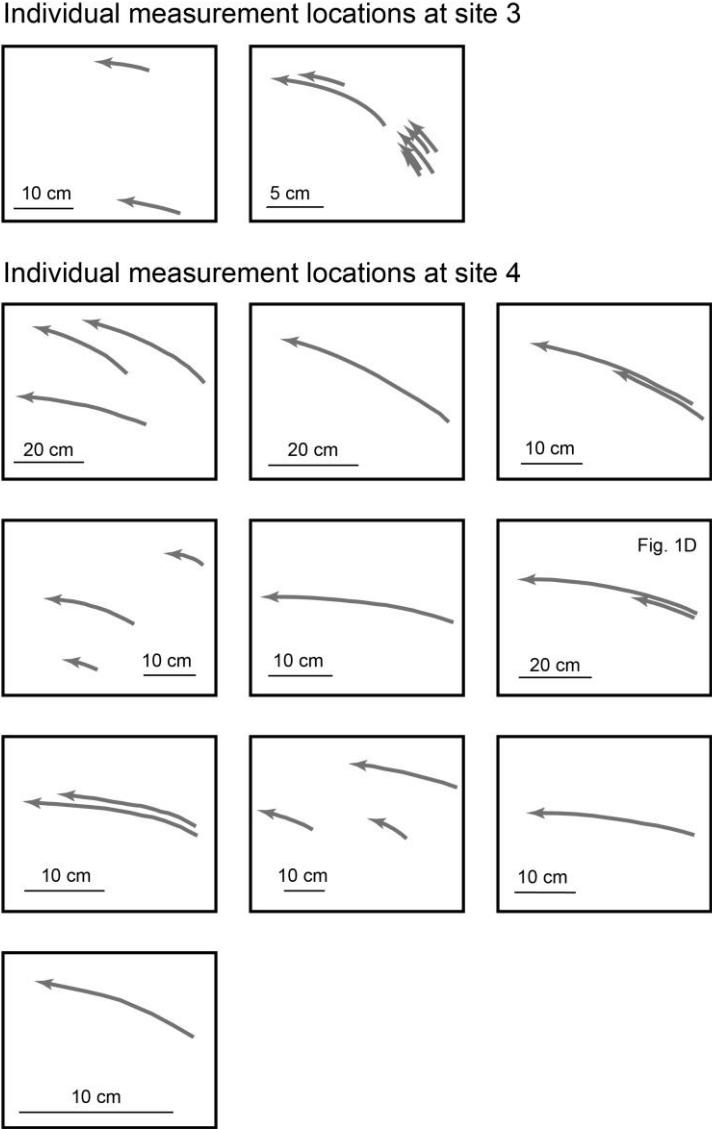 Individual measurement locations at site 3
10 cm
5 cm
Individual measurement locations at site 4
20 cm
20 cm
10 cm
10 cm
10 cm
Fig. 1D
20 cm
10 cm
10 cm
10 cm
10 cm